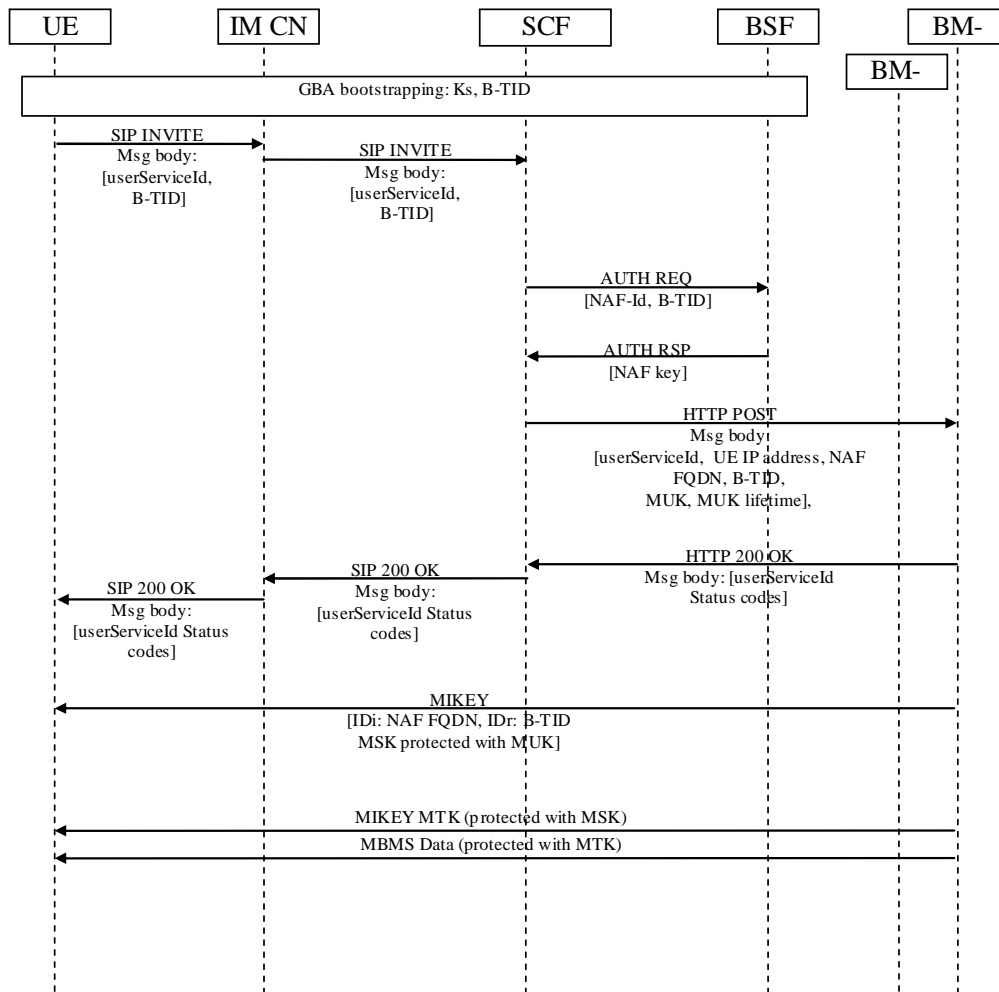 UE
IM CN
SCF
BSF
BM-
BM-
GBA bootstrapping: Ks, B-TID
SIP INVITE
Msg body:
[userServiceId,
B-TID]
SIP INVITE
Msg body:
[userServiceId,
B-TID]
AUTH REQ
[NAF-Id, B-TID]
AUTH RSP
[NAF key]
HTTP POST
Msg body
[userServiceId, UE IP address, NAF
FQDN, B-TID,
MUK, MUK lifetime],
HTTP 200 OK
Msg body: [userServiceId
Status codes]
SIP 200 OK
Msg body:
[userServiceId Status
codes]
SIP 200 OK
Msg body:
[userServiceId Status
codes]
MIKEY
[IDi: NAF FQDN, IDr: B-TID
MSK protected with MUK]
MIKEY MTK (protected with MSK)
MBMS Data (protected with MTK)